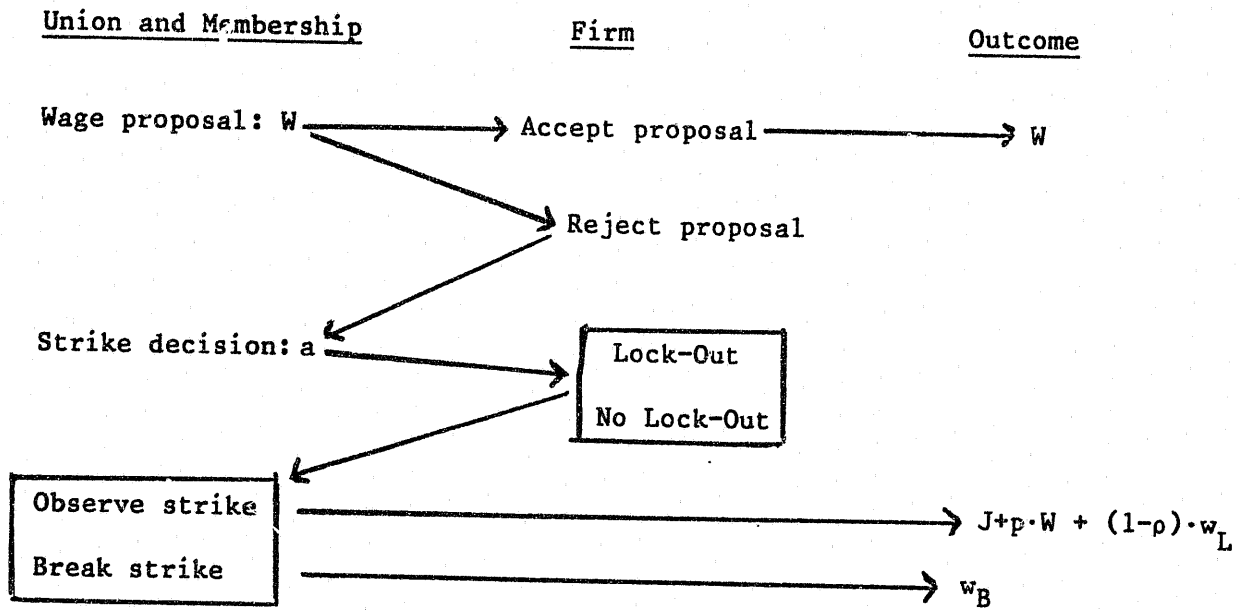 Union and Membership Firm Outcome
Wage proposal: W Accept proposal W
Reject proposal
Strike decision: a Lock-Out
No Lock-Out
Observe strike J+p·W + (1-ρ)·w_L
Break strike w_B